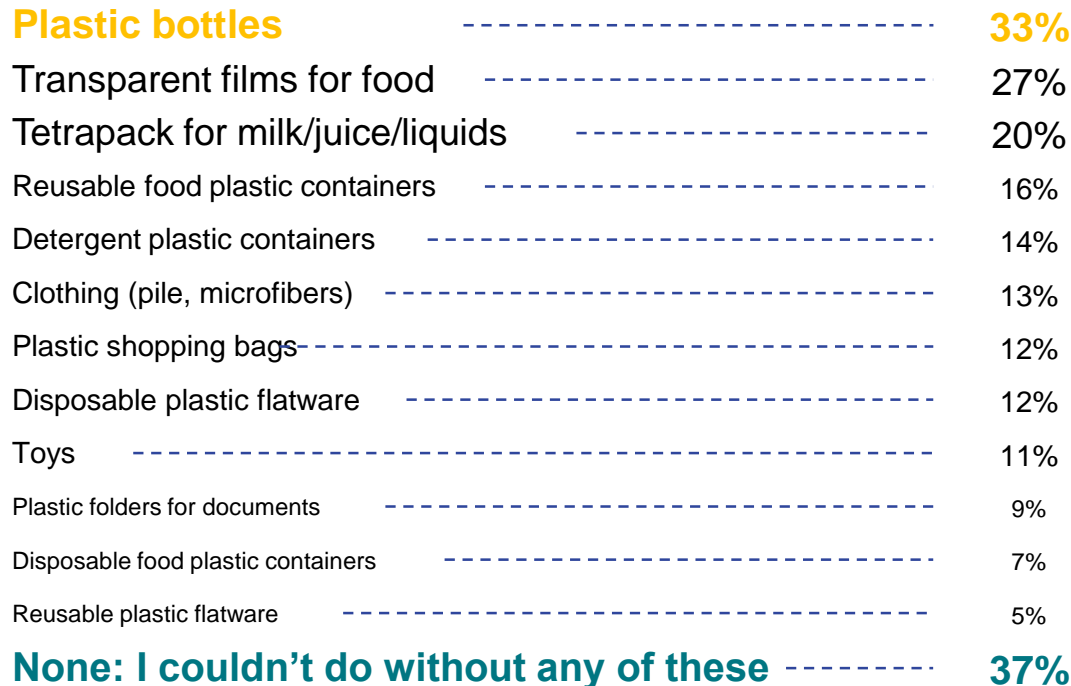 Plastic bottles 33%
Transparent films for food 27%
Tetrapack for milk/juice/liquids 20%
Reusable food plastic containers 16%
Detergent plastic containers 14%
Clothing (pile, microfibers) 13%
Plastic shopping bags 12%
Disposable plastic flatware 12%
Toys 11%
Plastic folders for documents 9%
Disposable food plastic containers 7%
Reusable plastic flatware 5%
None: I couldn’t do without any of these 37%